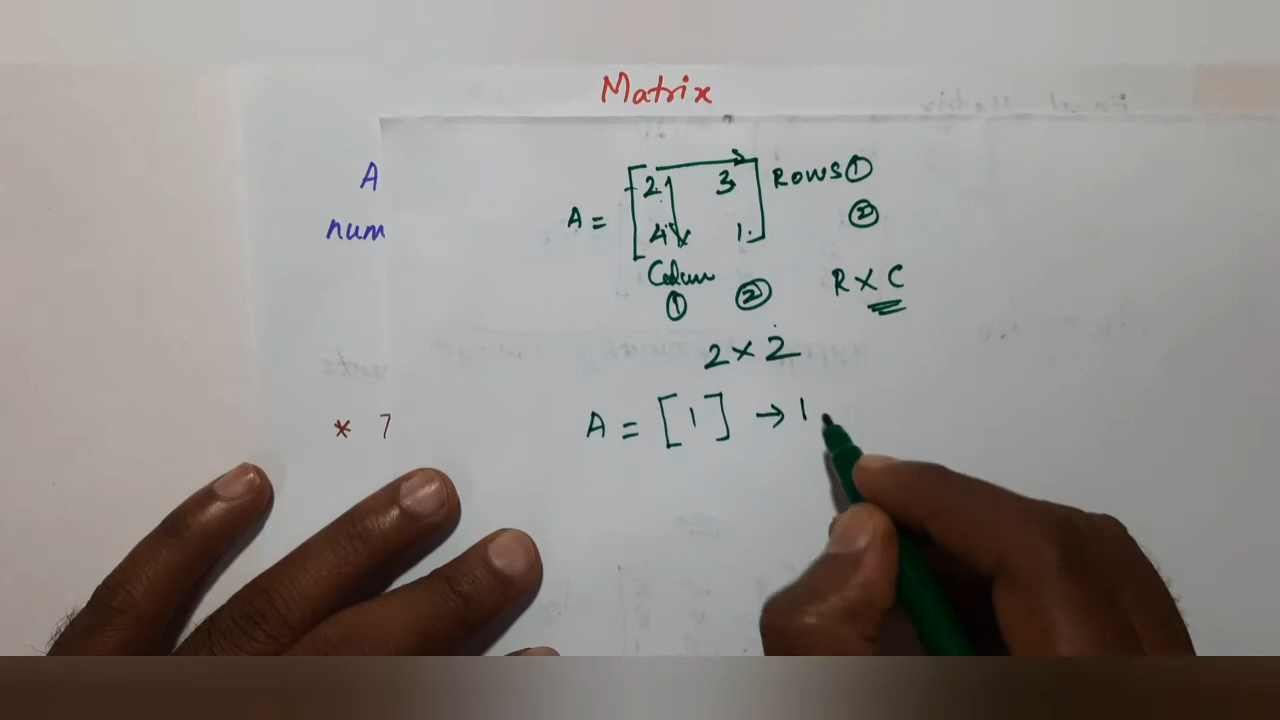 Matrix
A
num
A = [2 3 ROWS ①
4 1] ②
Colum
① ②
R X C
2 x 2
* 7
A = [1] → 1